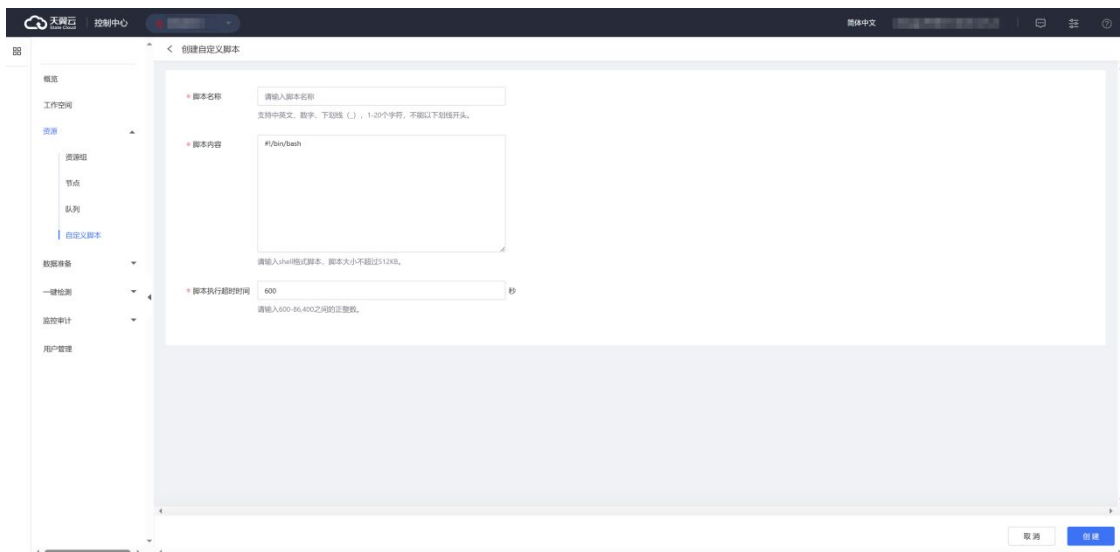 天翼云
State Cloud
控制中心
简体中文
创建自定义脚本
概览
工作空间
资源
资源组
节点
队列
自定义脚本
数据准备
一键检测
监控审计
用户管理
* 脚本名称
请输入脚本名称
支持中英文、数字、下划线（_），1-20个字符，不能以下划线开头。
* 脚本内容
#!/bin/bash
请输入shell格式脚本，脚本大小不超过512KB。
* 脚本执行超时时间
600
秒
请输入600-86,400之间的正整数。
取消
创建